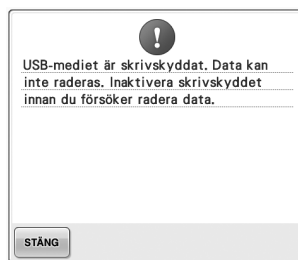 USB-mediet är skrivskyddat. Data kan
inte raderas. Inaktivera skrivskyddet
innan du försöker radera data.
STÄNG